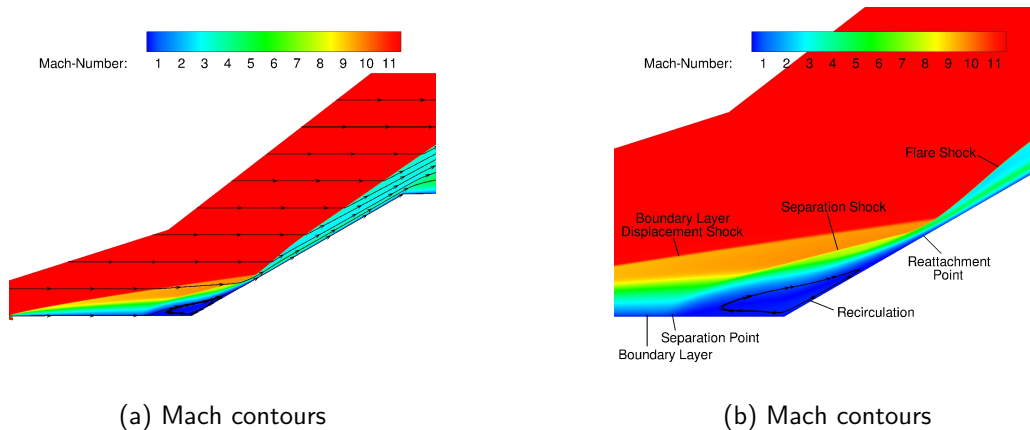 Mach-Number: 1 2 3 4 5 6 7 8 9 10 11
(a) Mach contours
Mach-Number: 1 2 3 4 5 6 7 8 9 10 11
Flare Shock
Boundary Layer
Displacement Shock
Separation Shock
Reattachment
Point
Recirculation
Separation Point
Boundary Layer
(b) Mach contours